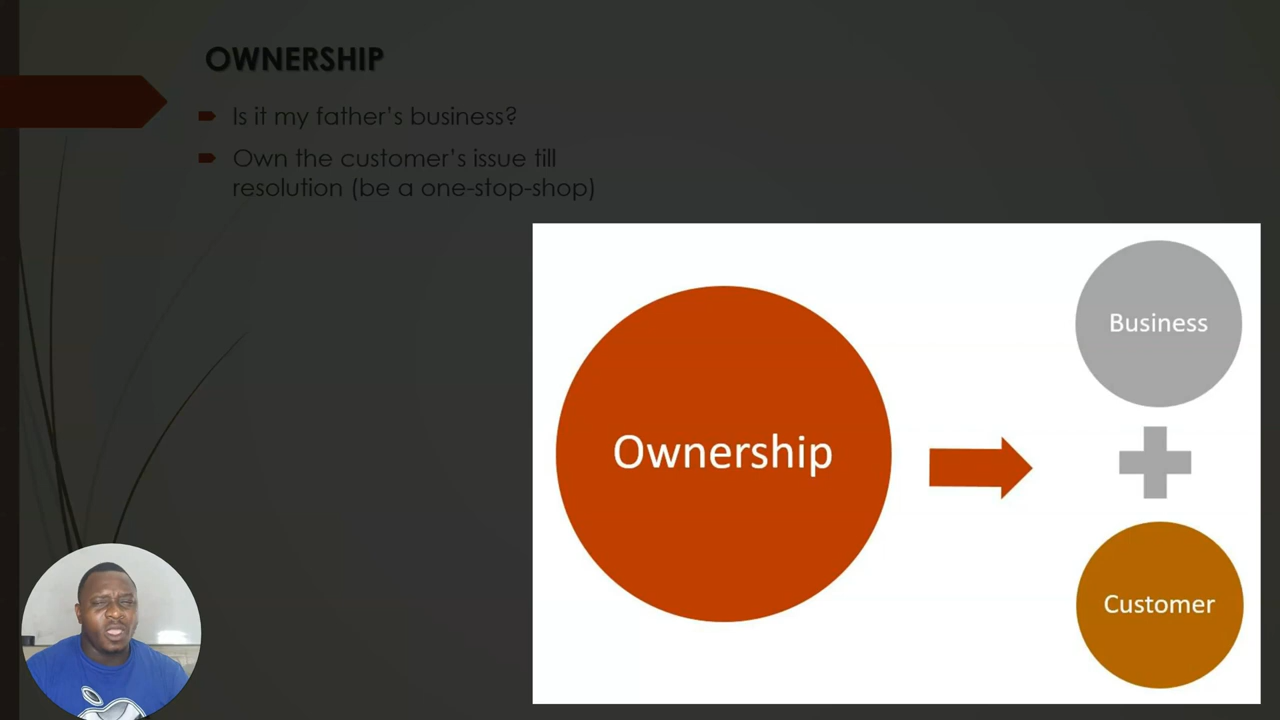 OWNERSHIP
Is it my father's business?
Own the customer's issue till
resolution (be a one-stop-shop)
Ownership
Business
Customer